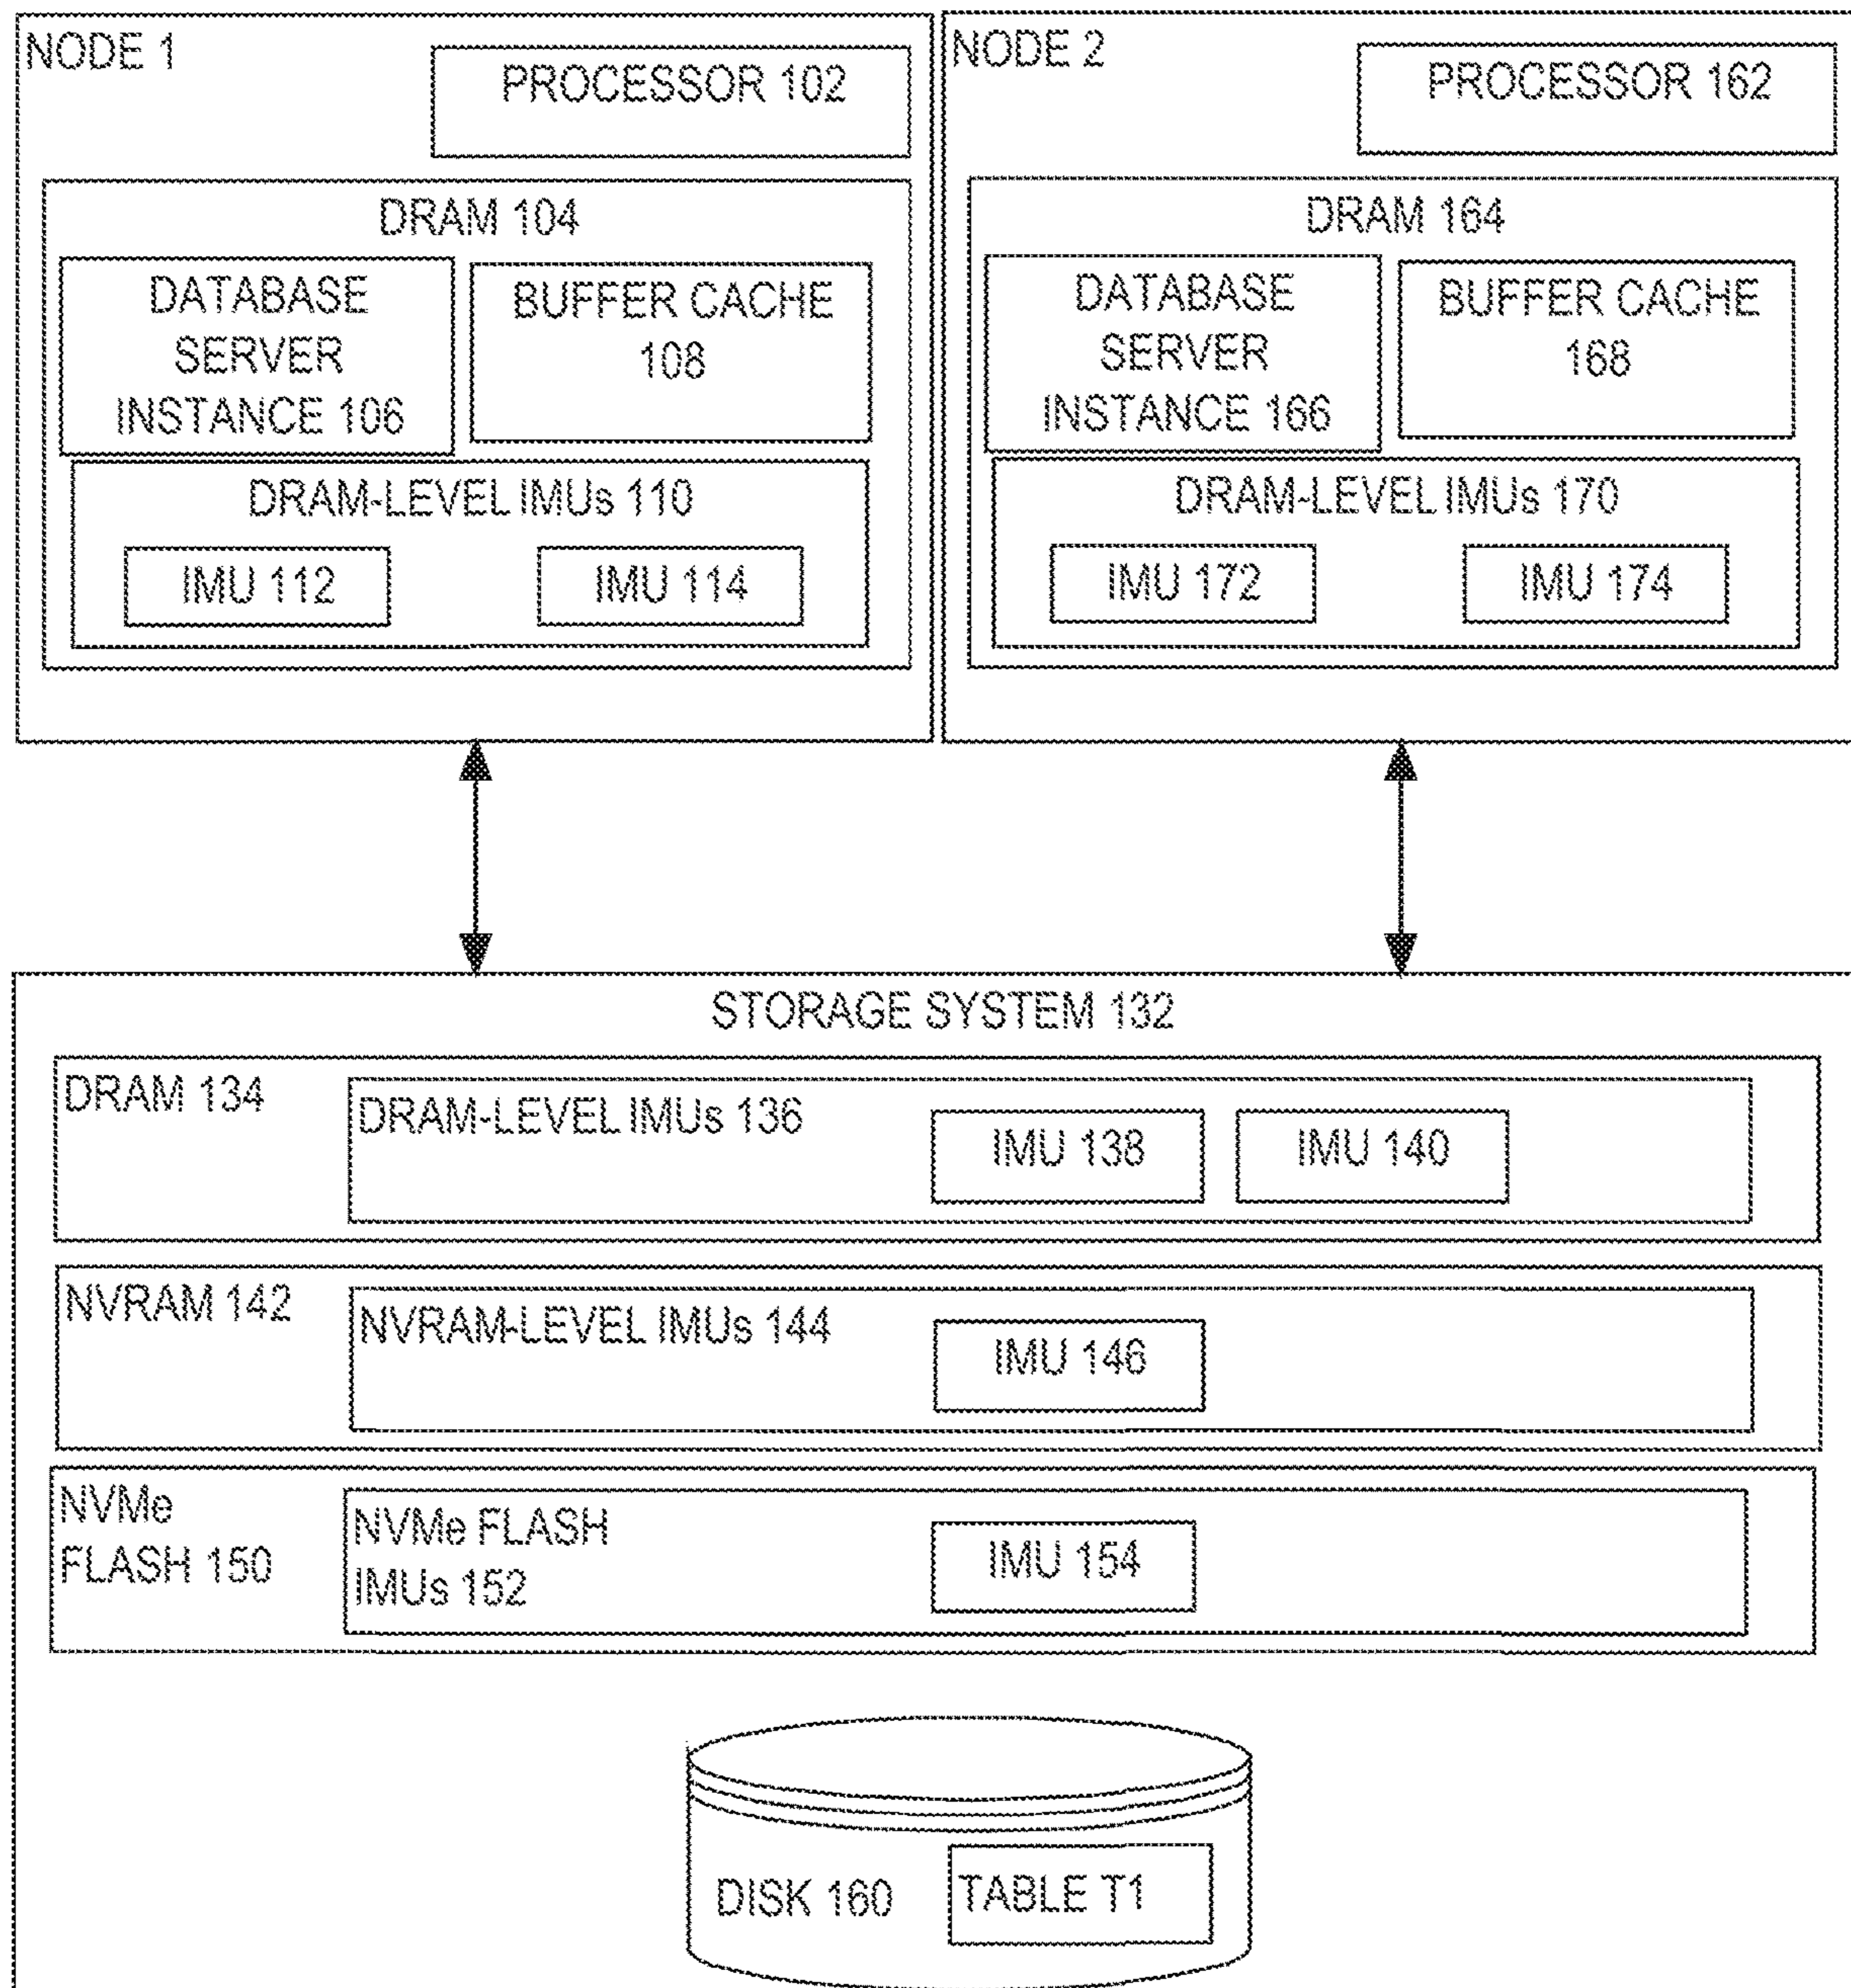 NODE 1
PROCESSOR 102
DRAM 104
DATABASE
SERVER
INSTANCE 106
BUFFER CACHE
108
DRAM-LEVEL IMUs 110
IMU 112
IMU 114
NODE 2
PROCESSOR 162
DRAM 164
DATABASE
SERVER
INSTANCE 166
BUFFER CACHE
168
DRAM-LEVEL IMUs 170
IMU 172
IMU 174
STORAGE SYSTEM 132
DRAM 134
DRAM-LEVEL IMUs 136
IMU 138
IMU 140
NVRAM 142
NVRAM-LEVEL IMUs 144
IMU 146
NVMe
FLASH 150
NVMe FLASH
IMUs 152
IMU 154
DISK 160
TABLE T1